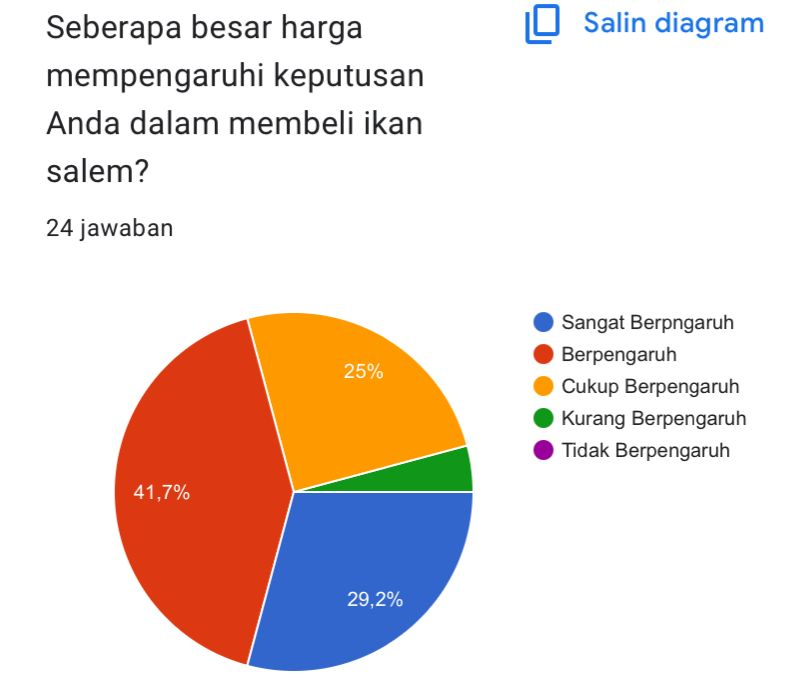 Seberapa besar harga
mempengaruhi keputusan
Anda dalam membeli ikan
salem?
Salin diagram
24 jawaban
Sangat Berpngaruh
Berpengaruh
Cukup Berpengaruh
Kurang Berpengaruh
Tidak Berpengaruh
25%
41,7%
29,2%